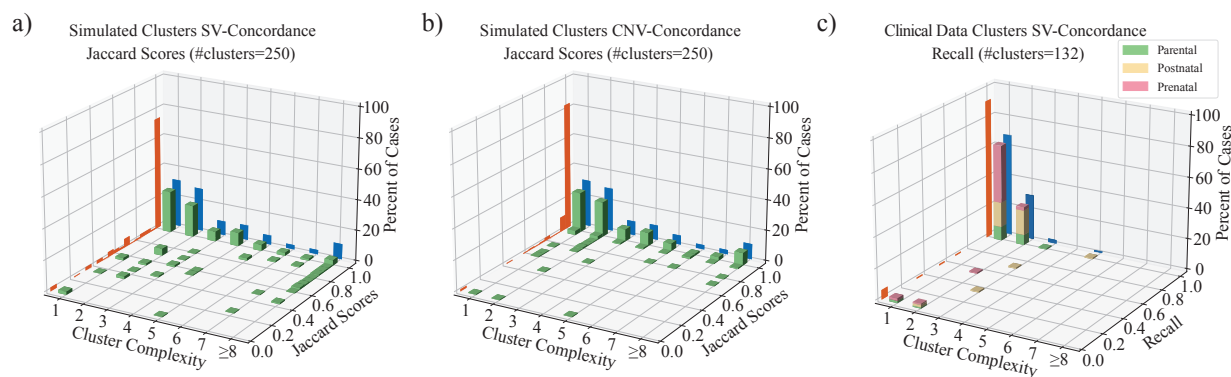 a)
Simulated Clusters SV-Concordance
Jaccard Scores (#clusters=250)
100
80
60
40
20
0
Percent of Cases
1 2 3 4 5 6 7 ≥8
Cluster Complexity
0.0 0.2 0.4 0.6 0.8 1.0
Jaccard Scores
b)
Simulated Clusters CNV-Concordance
Jaccard Scores (#clusters=250)
100
80
60
40
20
0
Percent of Cases
1 2 3 4 5 6 7 ≥8
Cluster Complexity
0.0 0.2 0.4 0.6 0.8 1.0
Jaccard Scores
c)
Clinical Data Clusters SV-Concordance
Recall (#clusters=132)
Parental
Postnatal
Prenatal
100
80
60
40
20
0
Percent of Cases
1 2 3 4 5 6 7 ≥8
Cluster Complexity
0.0 0.2 0.4 0.6 0.8 1.0
Recall